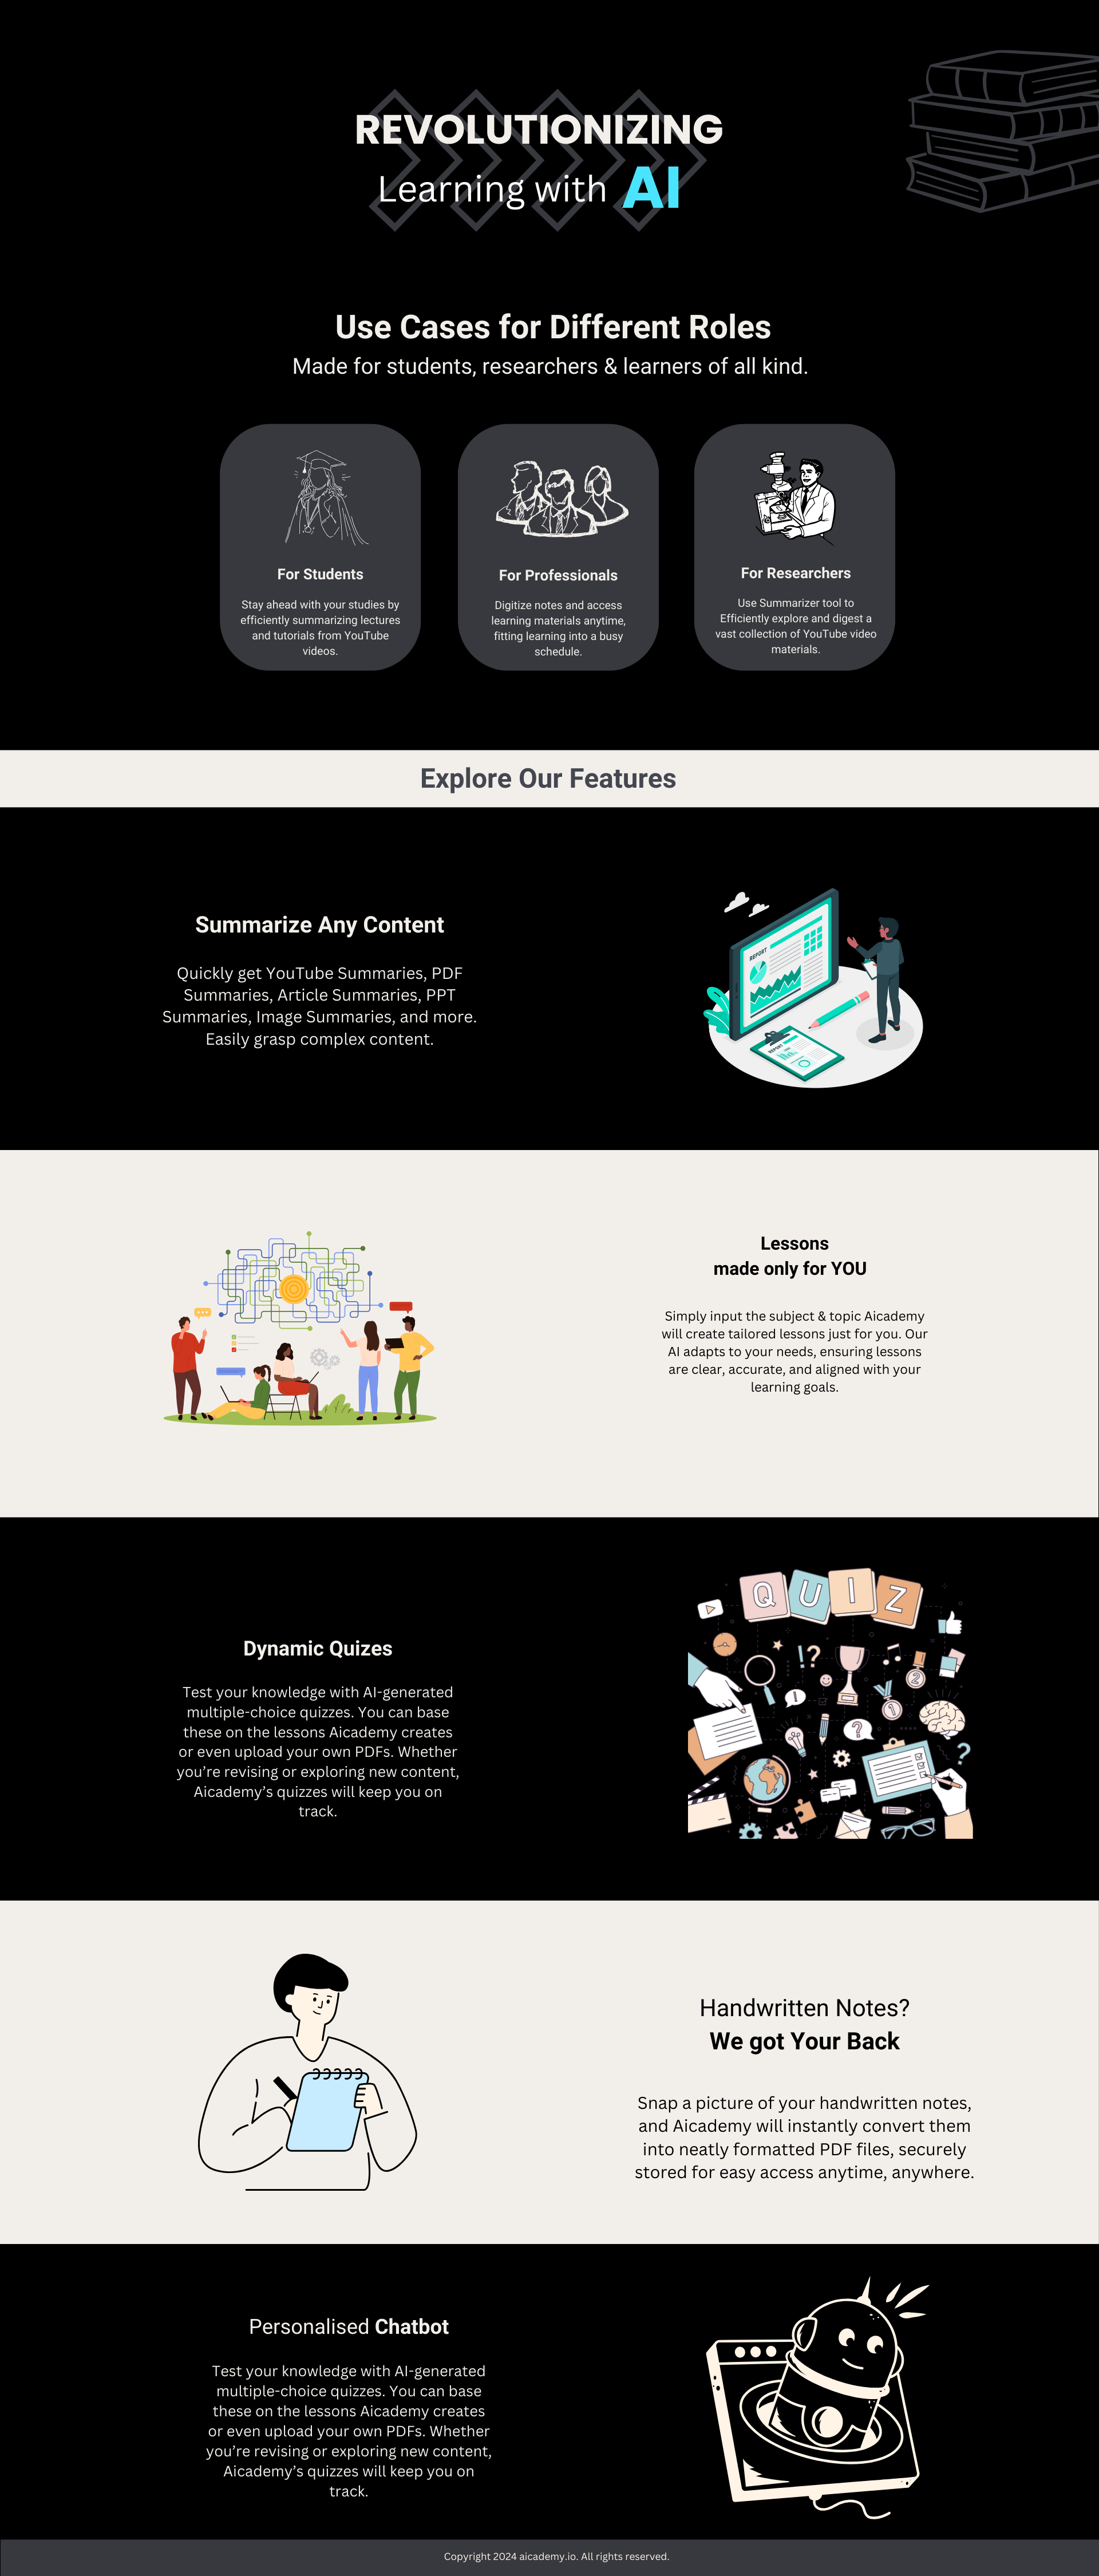 REVOLUTIONIZING
Learning with AI
Use Cases for Different Roles
Made for students, researchers & learners of all kind.
For Students
Stay ahead with your studies by
efficiently summarizing lectures
and tutorials from YouTube
videos.
For Professionals
Digitize notes and access
learning materials anytime,
fitting learning into a busy
schedule.
For Researchers
Use Summarizer tool to
Efficiently explore and digest a
vast collection of YouTube video
materials.
Explore Our Features
Summarize Any Content
Quickly get YouTube Summaries, PDF
Summaries, Article Summaries, PPT
Summaries, Image Summaries, and more.
Easily grasp complex content.
REPORT
REPORT
Lessons
made only for YOU
Simply input the subject & topic Aicademy
will create tailored lessons just for you. Our
AI adapts to your needs, ensuring lessons
are clear, accurate, and aligned with your
learning goals.
Dynamic Quizes
Test your knowledge with AI-generated
multiple-choice quizzes. You can base
these on the lessons Aicademy creates
or even upload your own PDFs. Whether
you're revising or exploring new content,
Aicademy's quizzes will keep you on
track.
QUIZ
!?
2
!
1
?
?
Handwritten Notes?
We got Your Back
Snap a picture of your handwritten notes,
and Aicademy will instantly convert them
into neatly formatted PDF files, securely
stored for easy access anytime, anywhere.
Personalised Chatbot
Test your knowledge with AI-generated
multiple-choice quizzes. You can base
these on the lessons Aicademy creates
or even upload your own PDFs. Whether
you're revising or exploring new content,
Aicademy's quizzes will keep you on
track.
Copyright 2024 aicademy.io. All rights reserved.